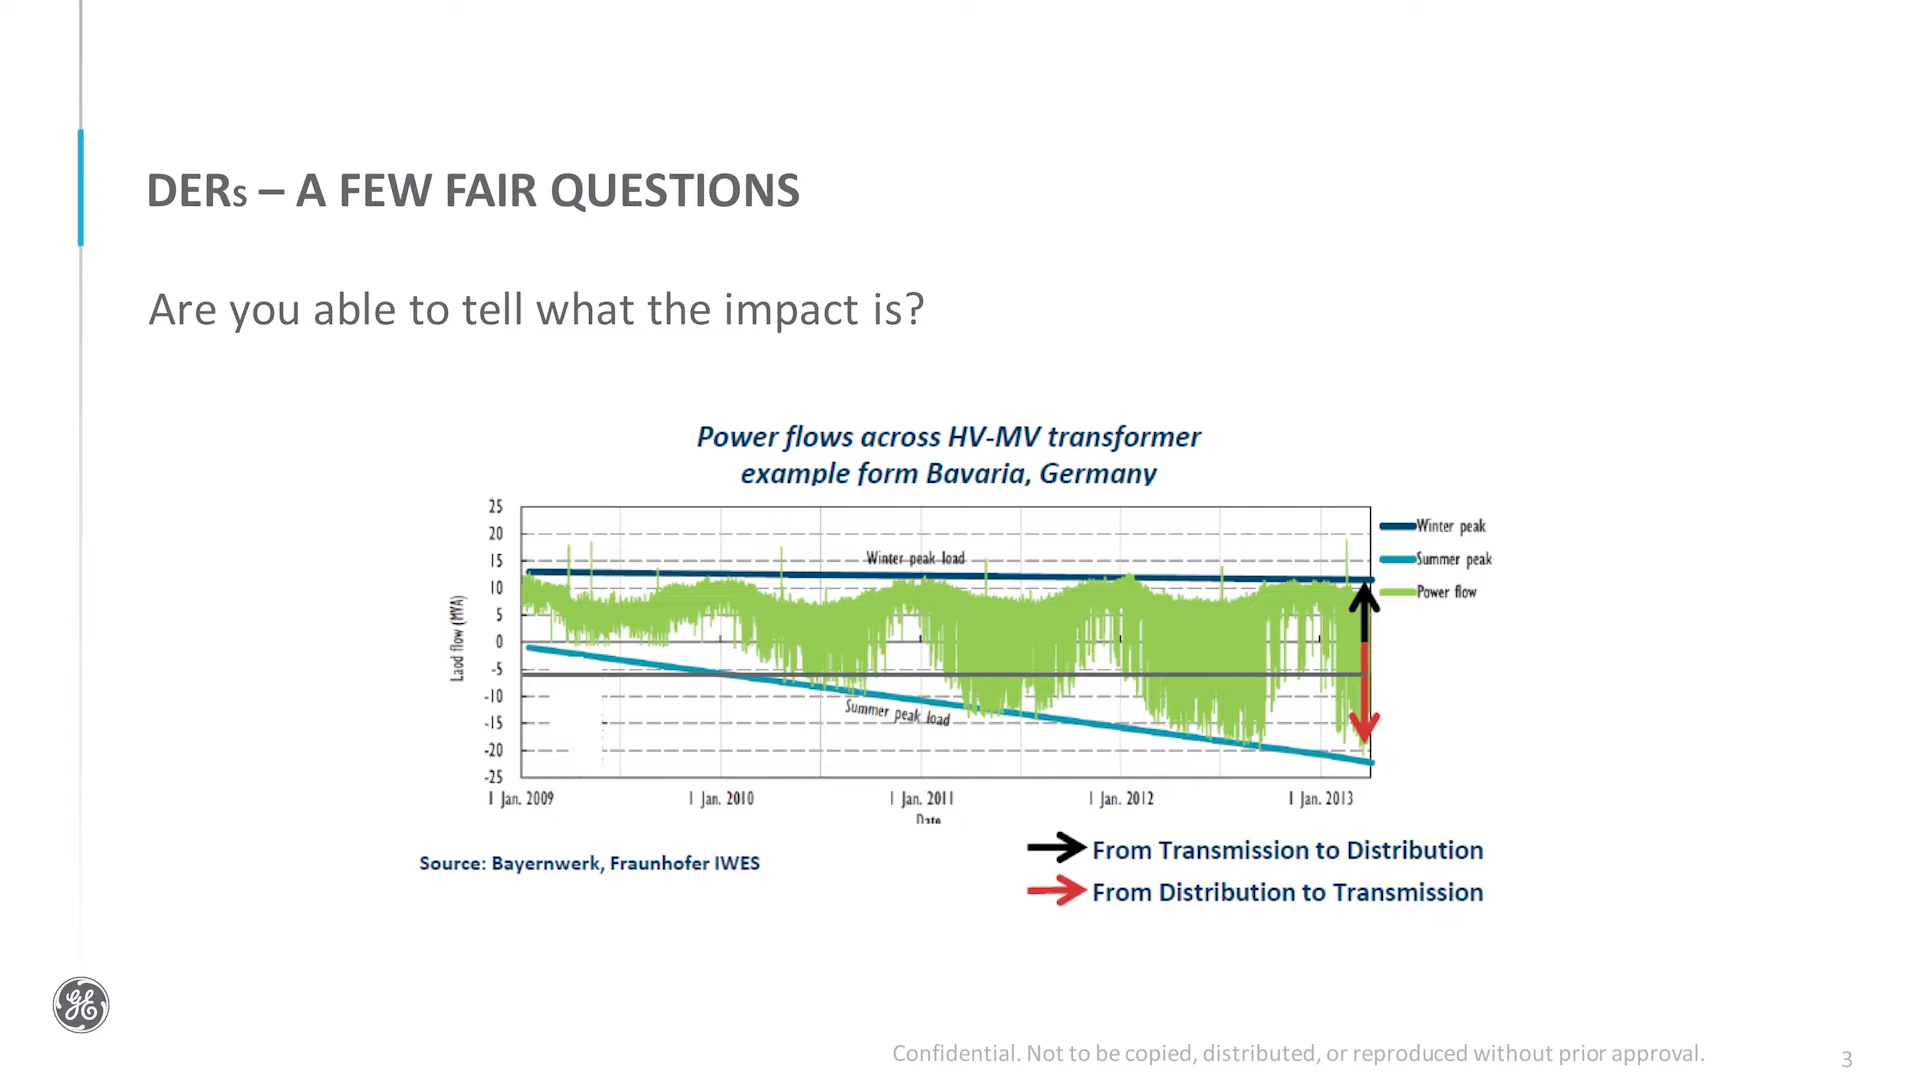 DERs – A FEW FAIR QUESTIONS
Are you able to tell what the impact is?
Power flows across HV-MV transformer
example form Bavaria, Germany
25
20
15
10
5
0
-5
-10
-15
-20
-25
Laod flow (MVA)
Winter peak load
Summer peak load
Winter peak
Summer peak
Power flow
1 Jan. 2009
1 Jan. 2010
1 Jan. 2011
1 Jan. 2012
1 Jan. 2013
Date
Source: Bayernwerk, Fraunhofer IWES
From Transmission to Distribution
From Distribution to Transmission
GE
Confidential. Not to be copied, distributed, or reproduced without prior approval.
3